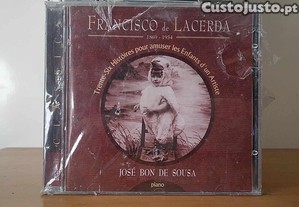 CustoJusto.pt
FRANCISCO de LACERDA
1869 - 1934
Trente-Six Histoires pour amuser les Enfants d'un Artiste
JOSÉ BON DE SOUSA
piano